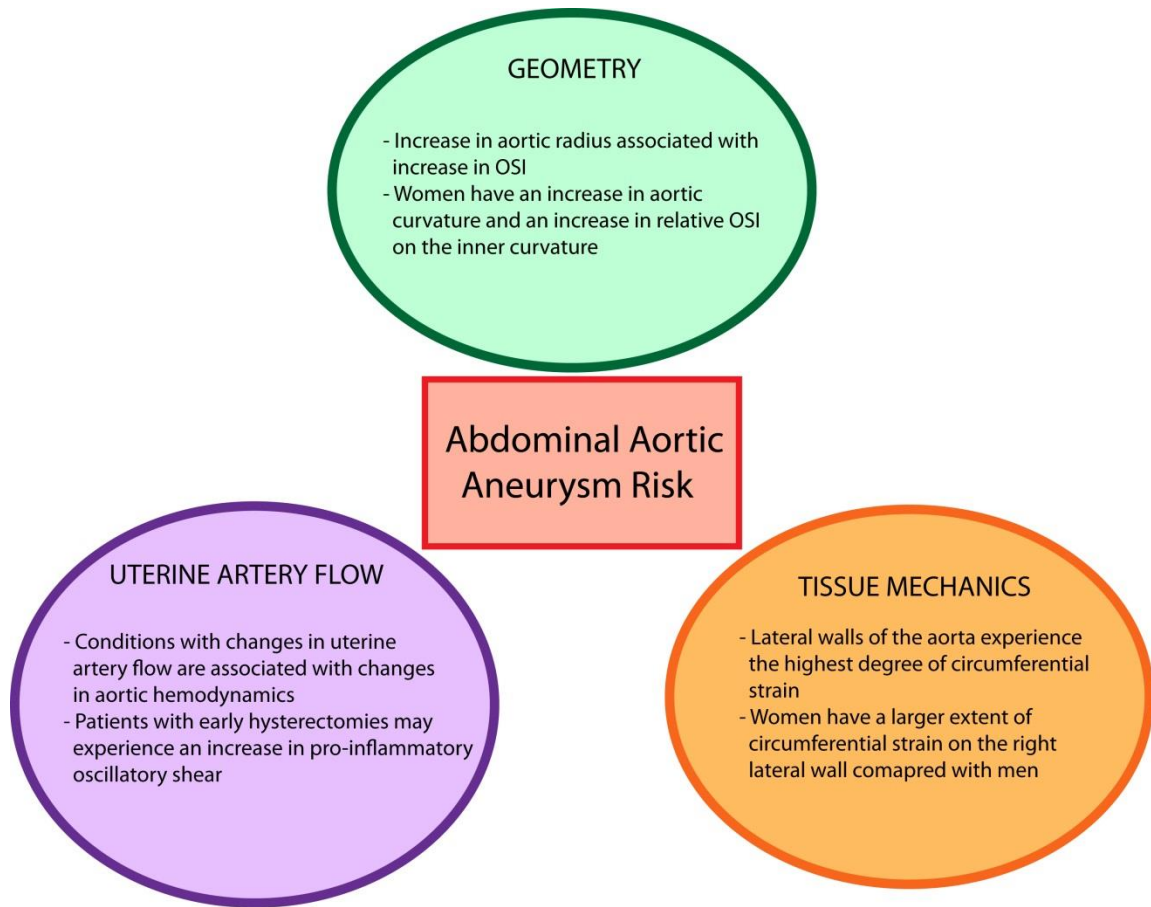 GEOMETRY
- Increase in aortic radius associated with
increase in OSI
- Women have an increase in aortic
curvature and an increase in relative OSI
on the inner curvature
Abdominal Aortic
Aneurysm Risk
UTERINE ARTERY FLOW
- Conditions with changes in uterine
artery flow are associated with changes
in aortic hemodynamics
- Patients with early hysterectomies may
experience an increase in pro-inflammatory
oscillatory shear
TISSUE MECHANICS
- Lateral walls of the aorta experience
the highest degree of circumferential
strain
- Women have a larger extent of
circumferential strain on the right
lateral wall comapred with men